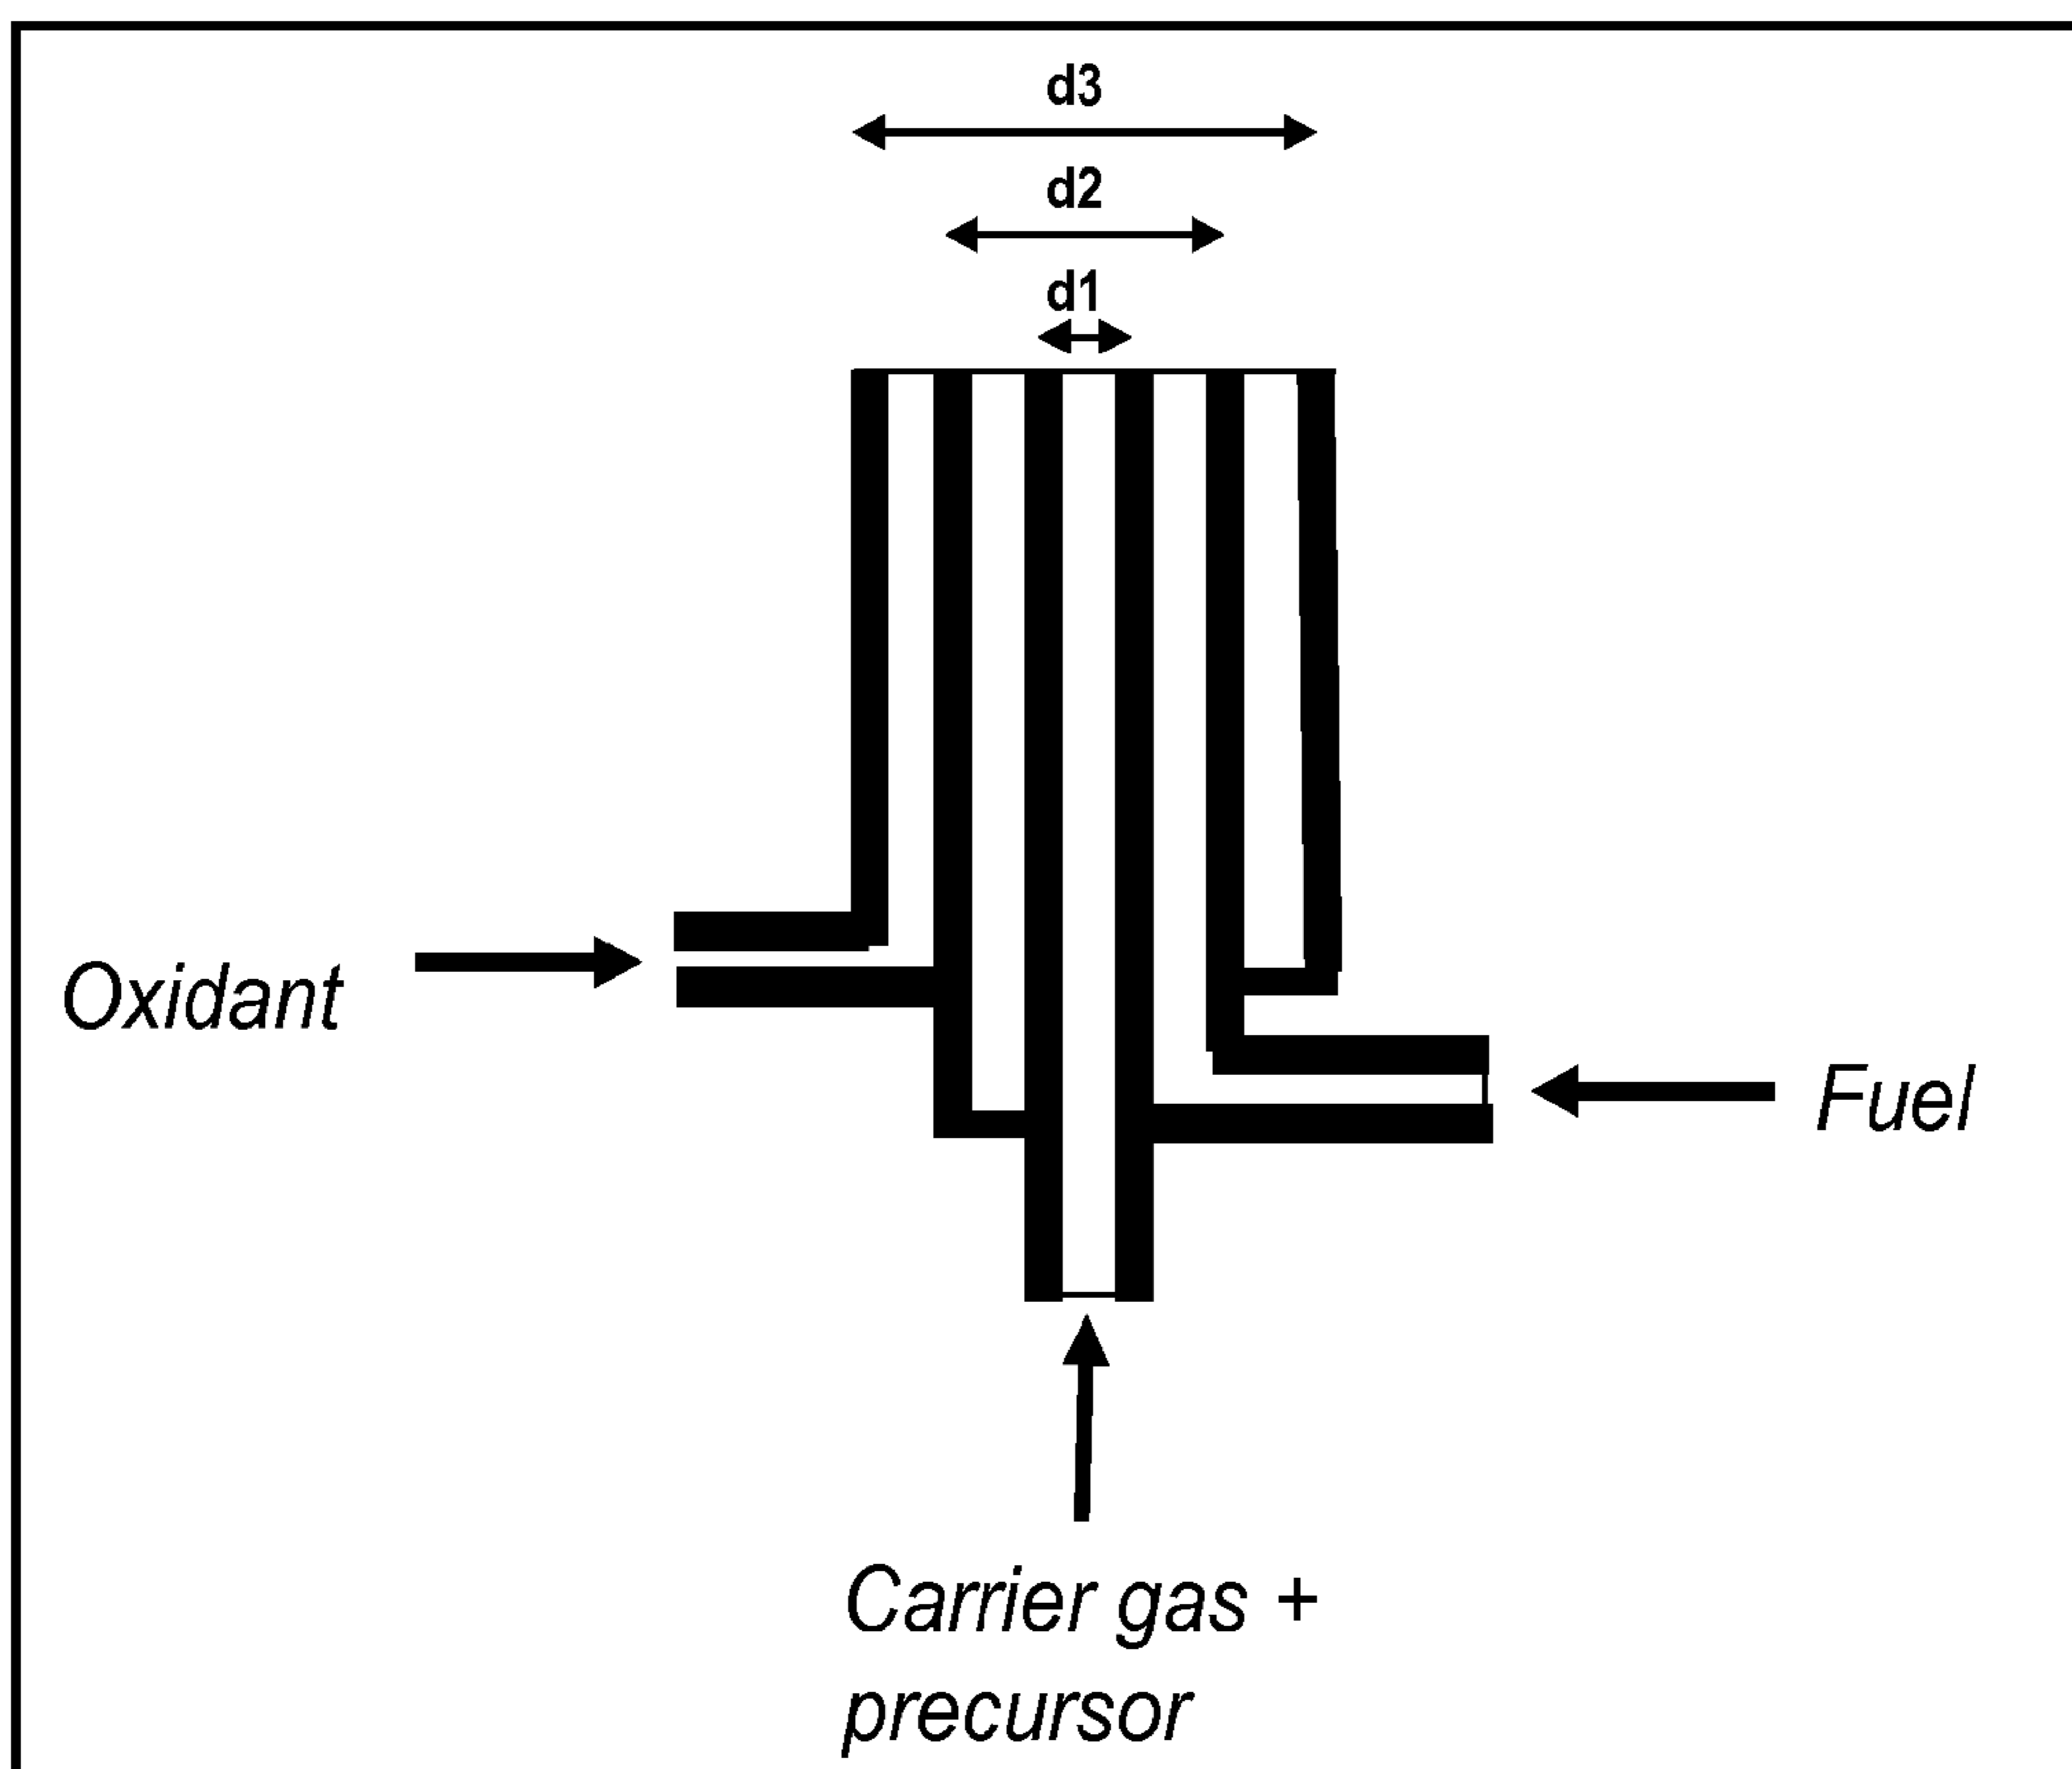 d3
d2
d1
Oxidant
Fuel
Carrier gas +
precursor